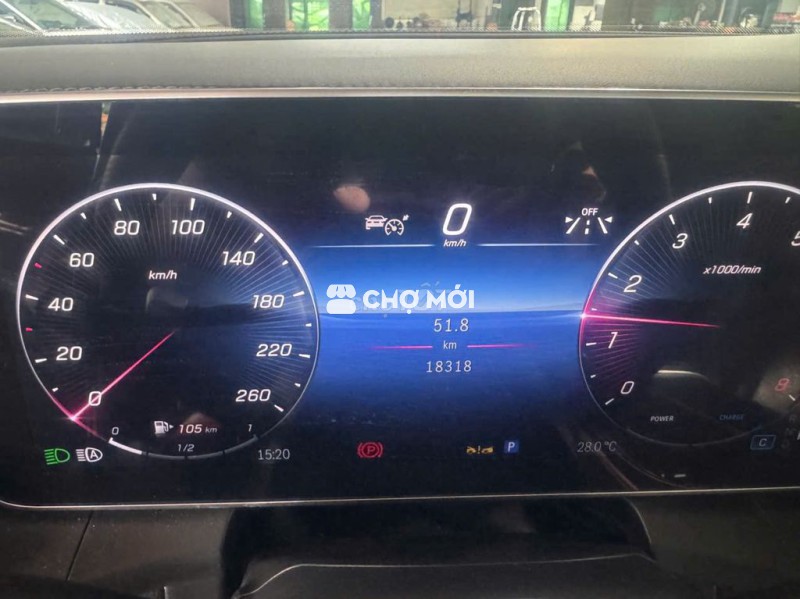 0
km/h
OFF
20
40
60
80
100
140
180
220
260
0
km/h
0
1/2
1
105 km
15:20
CHỢ MỚI
51.8
km
18318
A
P
P
28.0 °C
0
1
2
3
4
5
x1000/min
POWER
CHARGE
C